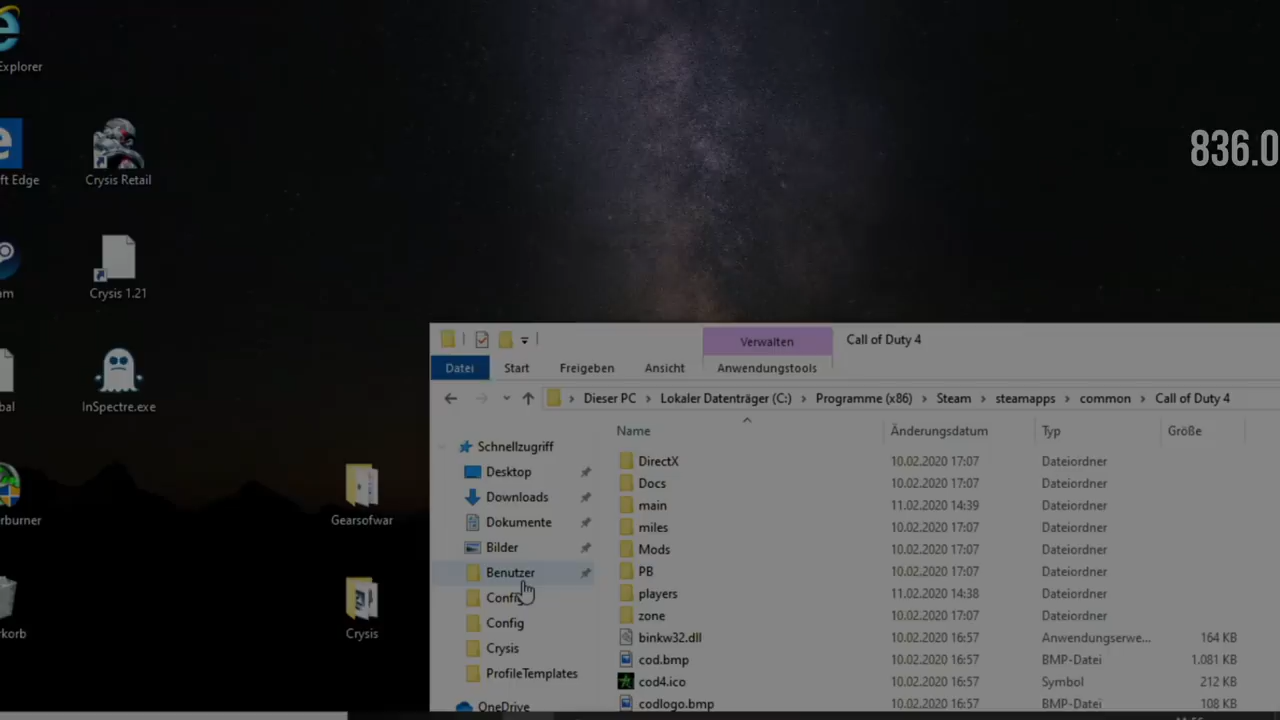 Explorer
836.0
ft Edge
Crysis Retail
am
Crysis 1.21
bal
InSpectre.exe
rburner
Gearsofwar
korb
Crysis
Verwalten
Call of Duty 4
Datei
Start
Freigeben
Ansicht
Anwendungstools
Dieser PC
Lokaler Datenträger (C:)
Programme (x86)
Steam
steamapps
common
Call of Duty 4
Name
Änderungsdatum
Typ
Größe
Schnellzugriff
Desktop
Downloads
Dokumente
Bilder
Benutzer
Config
Config
Crysis
ProfileTemplates
OneDrive
DirectX 10.02.2020 17:07 Dateiordner
Docs 10.02.2020 17:07 Dateiordner
main 11.02.2020 14:39 Dateiordner
miles 10.02.2020 17:07 Dateiordner
Mods 10.02.2020 17:07 Dateiordner
PB 10.02.2020 17:07 Dateiordner
players 11.02.2020 14:38 Dateiordner
zone 10.02.2020 17:07 Dateiordner
binkw32.dll 10.02.2020 16:57 Anwendungserwe... 164 KB
cod.bmp 10.02.2020 16:57 BMP-Datei 1.081 KB
cod4.ico 10.02.2020 16:57 Symbol 212 KB
codlogo.bmp 10.02.2020 16:57 BMP-Datei 108 KB